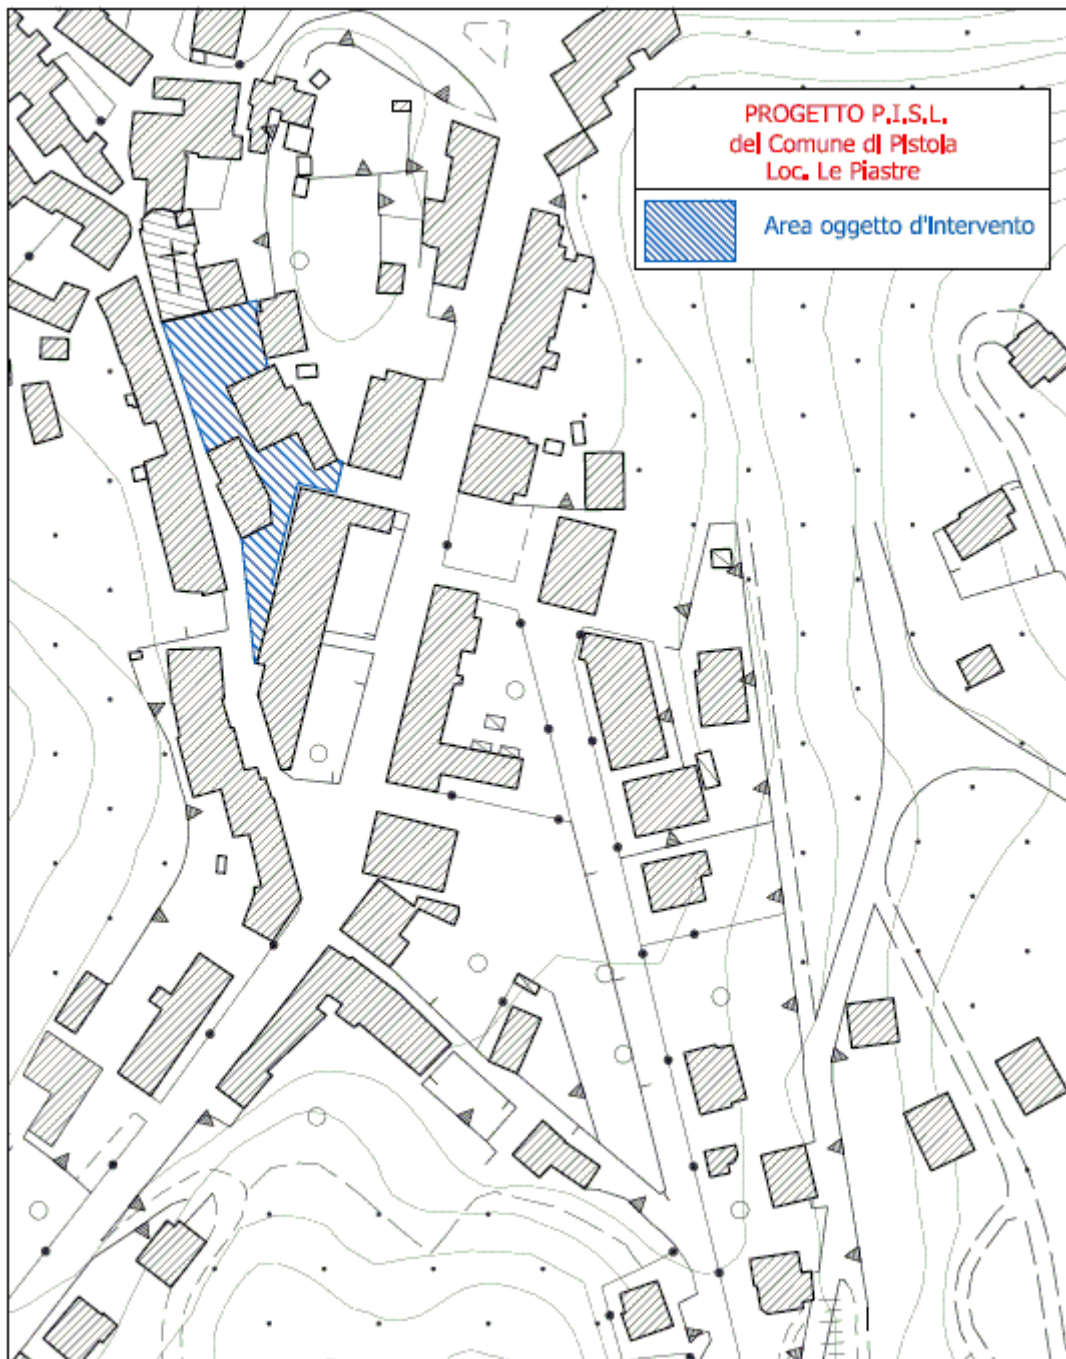 PROGETTO P.I.S.L.
del Comune di Pistoia
Loc. Le Piastre
Area oggetto d'Intervento